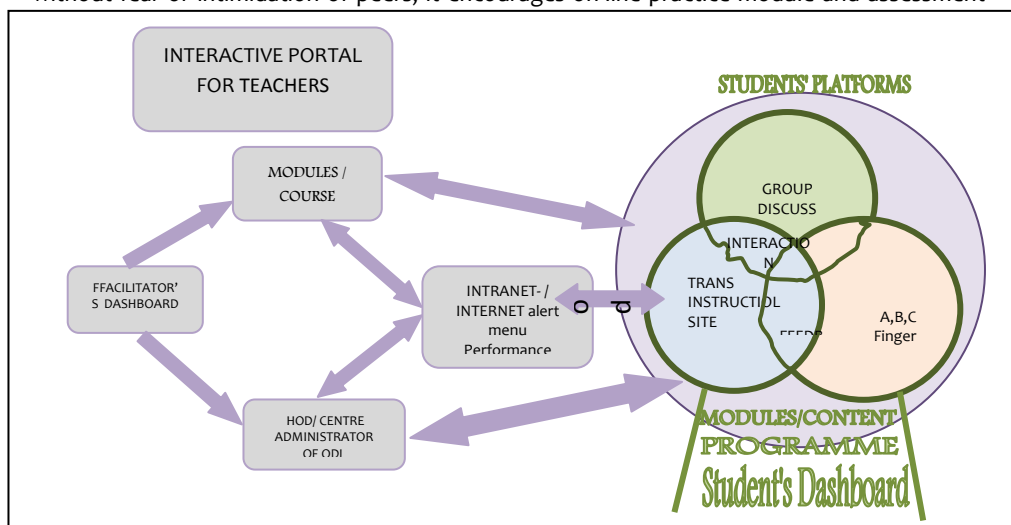 without fear or intimidation of peers, it encourages on-line practice module and assessment
INTERACTIVE PORTAL
FOR TEACHERS
STUDENTS' PLATFORMS
MODULES /
COURSE
GROUP
DISCUSS
INTERACTIO
N
FFACILITATOR'
S DASHBOARD
INTRANET- /
INTERNET alert
menu
Performance
o
d
TRANS
INSTRUCTIOL
SITE
A,B,C
Finger
HOD/ CENTRE
ADMINISTRATOR
OF ODL
MODULES/CONTENT
PROGRAMME
Student's Dashboard